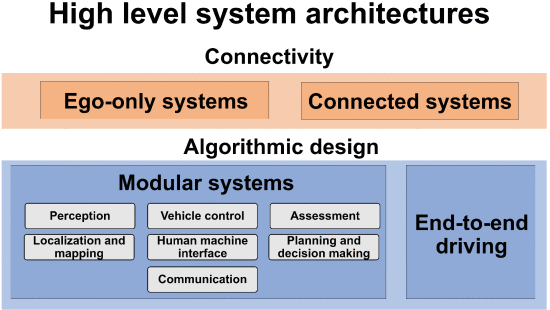 High level system architectures
Connectivity
Ego-only systems
Connected systems
Algorithmic design
Modular systems
Perception
Vehicle control
Assessment
Localization and
mapping
Human machine
interface
Planning and
decision making
Communication
End-to-end
driving